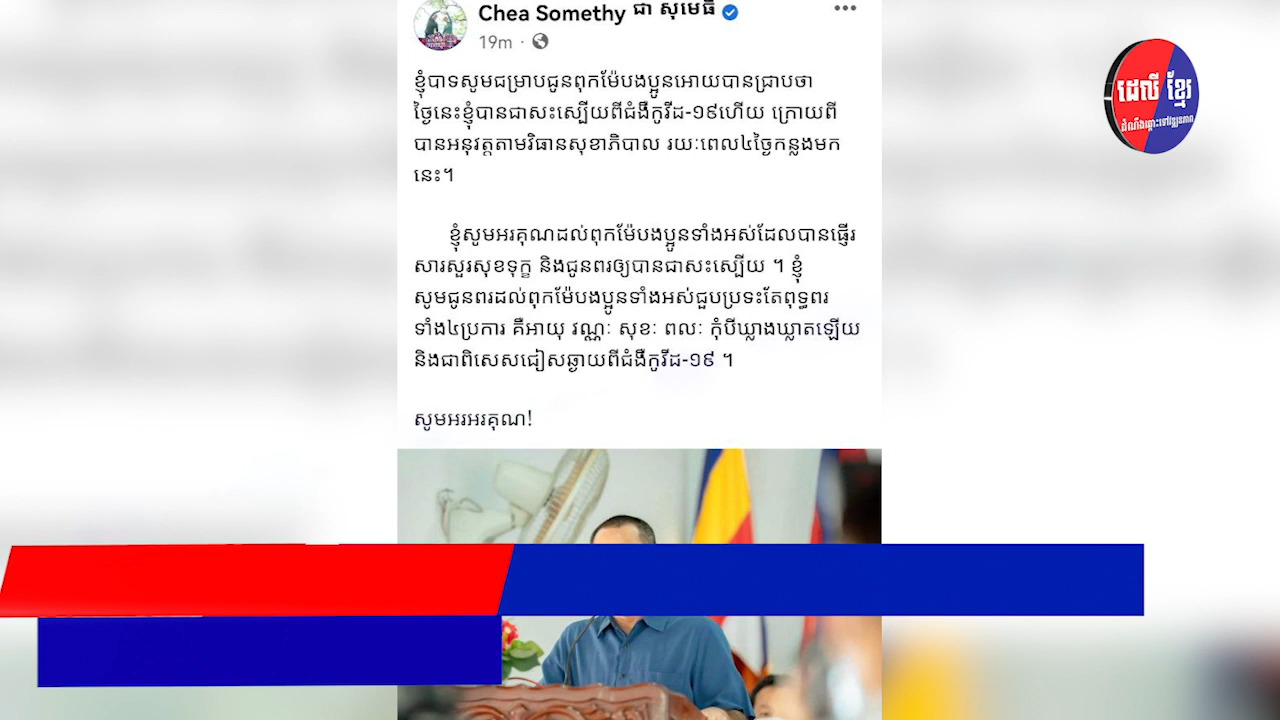 Chea Somethy ជា សុមេធី
19m ·
ដេលី ខ្មែរ
ខ្ញុំបាទសូមជម្រាបជូនពុកម៉ែបងប្អូនអោយបានជ្រាបថា
ថ្ងៃនេះខ្ញុំបានជាសះស្បើយពីជំងឺកូវីដ-១៩ហើយ ក្រោយពី
បានអនុវត្តតាមវិធានសុខាភិបាល រយៈពេល៤ថ្ងៃកន្លងមក
នេះ។
ខ្ញុំសូមអរគុណដល់ពុកម៉ែបងប្អូនទាំងអស់ដែលបានផ្ញើរ
សារសួរសុខទុក្ខ និងជូនពរឲ្យបានជាសះស្បើយ ។ ខ្ញុំ
សូមជូនពរដល់ពុកម៉ែបងប្អូនទាំងអស់ជួបប្រទះតែពុទ្ធពរ
ទាំង៤ប្រការ គឺអាយុ វណ្ណៈ សុខៈ ពលៈ កុំបីឃ្លាងឃ្លាតឡើយ
និងជាពិសេសជៀសឆ្ងាយពីជំងឺកូវីដ-១៩ ។
សូមអរអរគុណ!